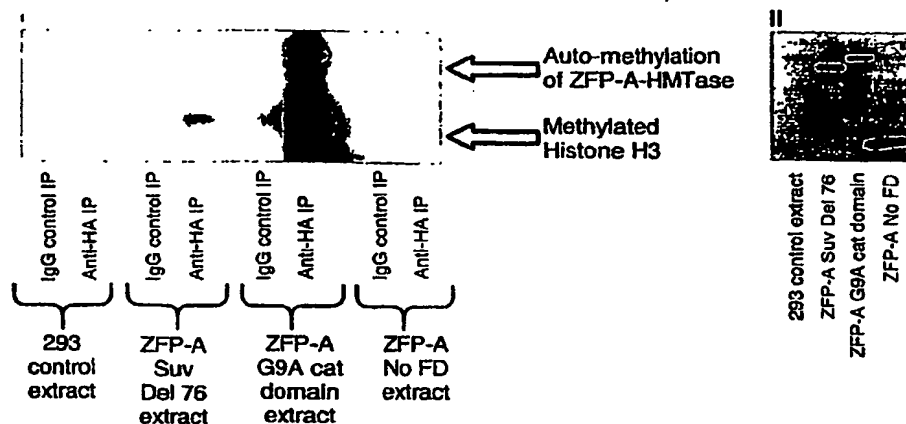 II
Auto-methylation
of ZFP-A-HMTase
Methylated
Histone H3
IgG control IP
Anti-HA IP
IgG control IP
Anti-HA IP
IgG control IP
Anti-HA IP
IgG control IP
Anti-HA IP
293
control
extract
ZFP-A
Suv
Del 76
extract
ZFP-A
G9A cat
domain
extract
ZFP-A
No FD
extract
293 control extract
ZFP-A Suv Del 76
ZFP-A G9A cat domain
ZFP-A No FD